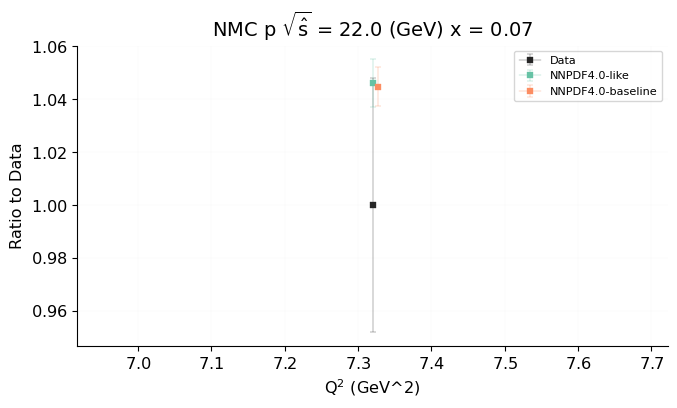 NMC p √ŝ = 22.0 (GeV) x = 0.07
Data
NNPDF4.0-like
NNPDF4.0-baseline
Ratio to Data
1.06
1.04
1.02
1.00
0.98
0.96
7.0 7.1 7.2 7.3 7.4 7.5 7.6 7.7
Q² (GeV^2)